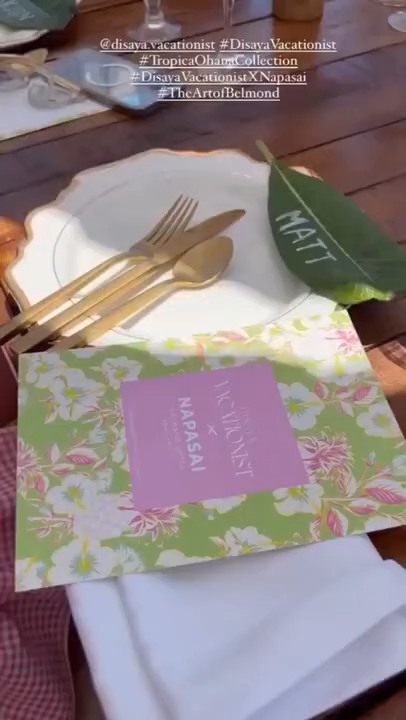 @disaya.vacationist #DisayaVacationist
#TropicaOhanaCollection
#DisayaVacationistXNapasai
#TheArtofBelmond
MATT
VACATIONIST
X
NAPASAI